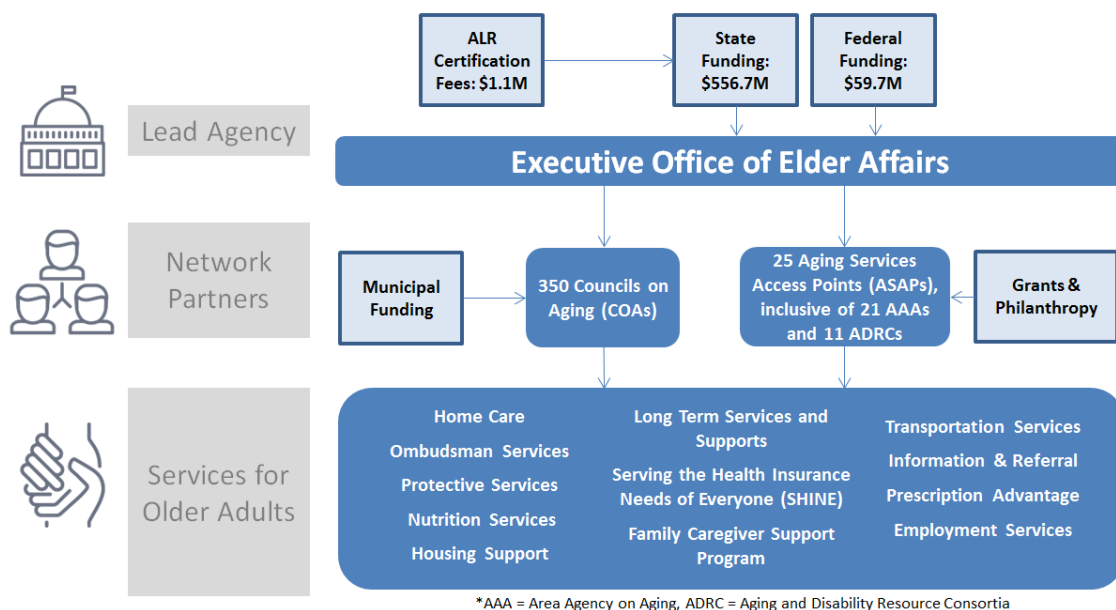 ALR
Certification
Fees: $1.1M
State
Funding:
$556.7M
Federal
Funding:
$59.7M
Lead Agency
Executive Office of Elder Affairs
Network
Partners
Municipal
Funding
350 Councils on
Aging (COAs)
25 Aging Services
Access Points (ASAPs),
inclusive of 21 AAAs
and 11 ADRCs
Grants &
Philanthropy
Services for
Older Adults
Home Care
Ombudsman Services
Protective Services
Nutrition Services
Housing Support
Long Term Services and
Supports
Serving the Health Insurance
Needs of Everyone (SHINE)
Family Caregiver Support
Program
Transportation Services
Information & Referral
Prescription Advantage
Employment Services
*AAA = Area Agency on Aging, ADRC = Aging and Disability Resource Consortia